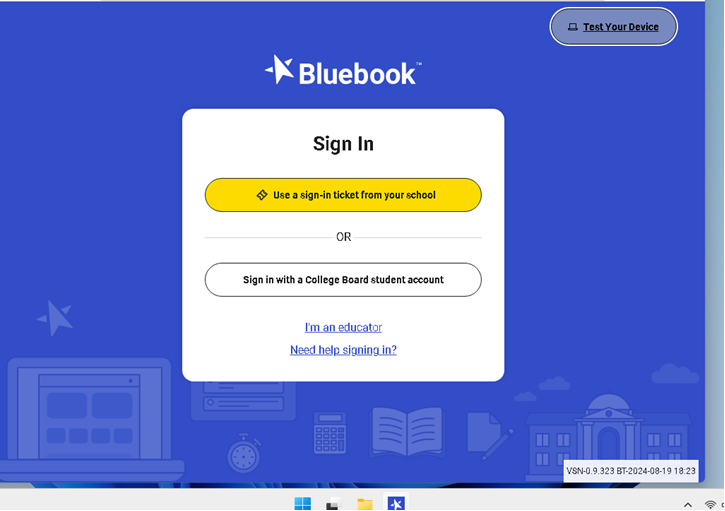 Test Your Device
Bluebook™
Sign In
Use a sign-in ticket from your school
OR
Sign in with a College Board student account
I'm an educator
Need help signing in?
VSN-0.9.323 BT-2024-08-19 18:23